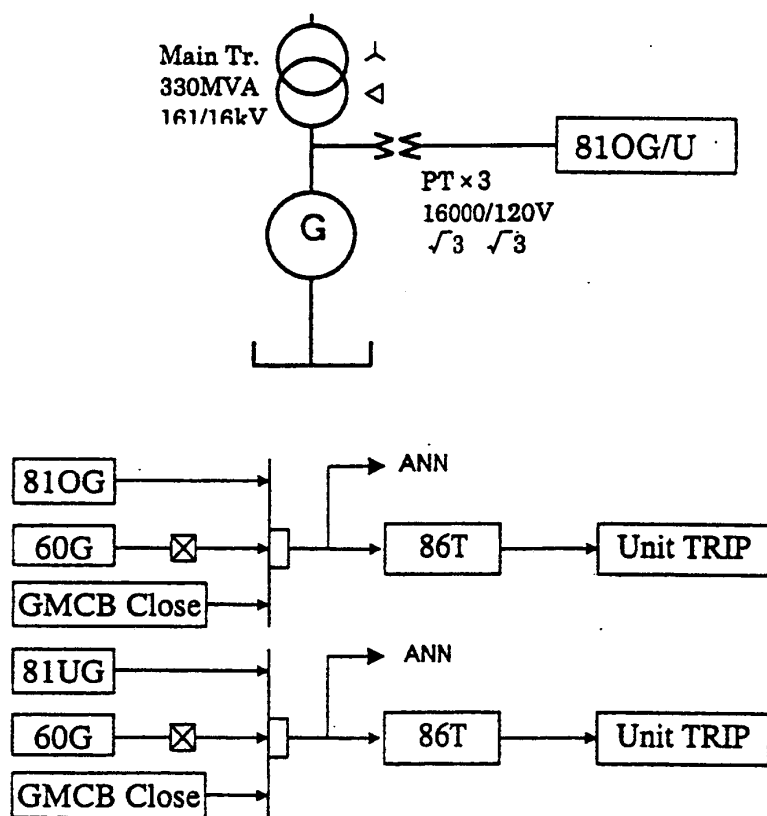 Main Tr.
330MVA
161/16kV
81OG/U
PT×3
16000/120V
√3 √3
G
81OG
ANN
60G
86T
Unit TRIP
GMCB Close
81UG
ANN
60G
86T
Unit TRIP
GMCB Close